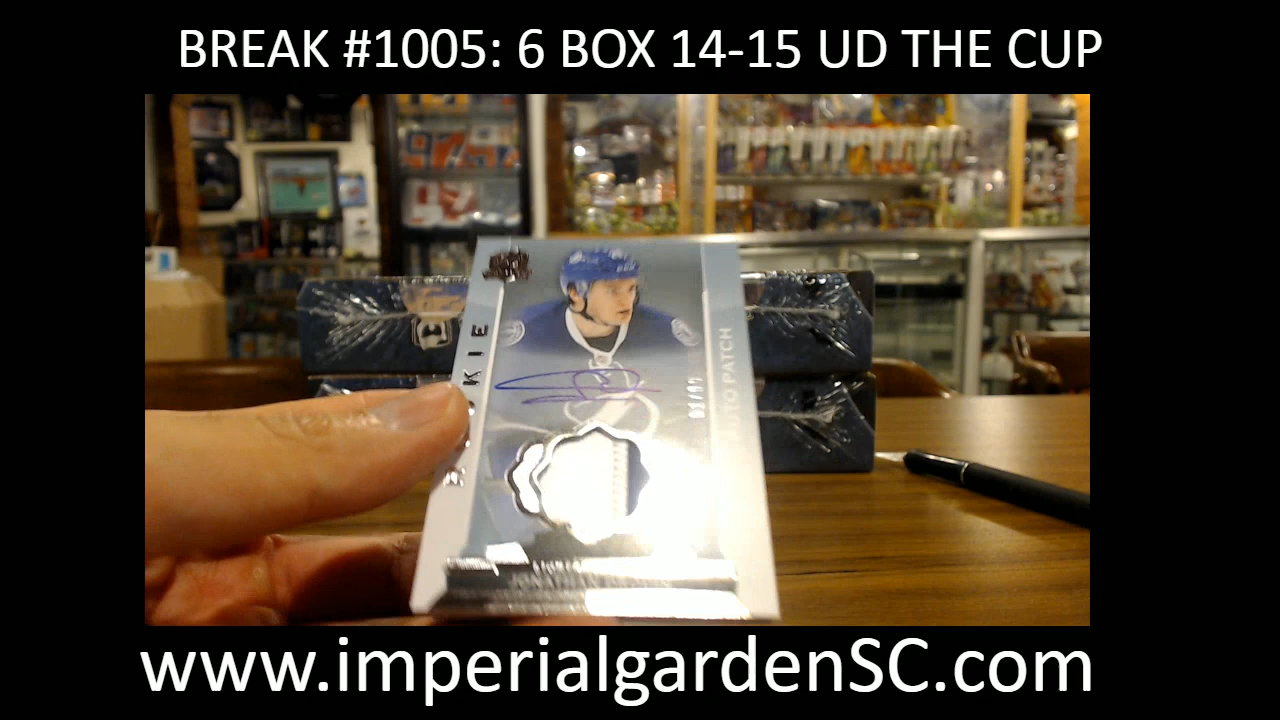 BREAK #1005: 6 BOX 14-15 UD THE CUP
AUTO PATCH
www.imperialgardenSC.com